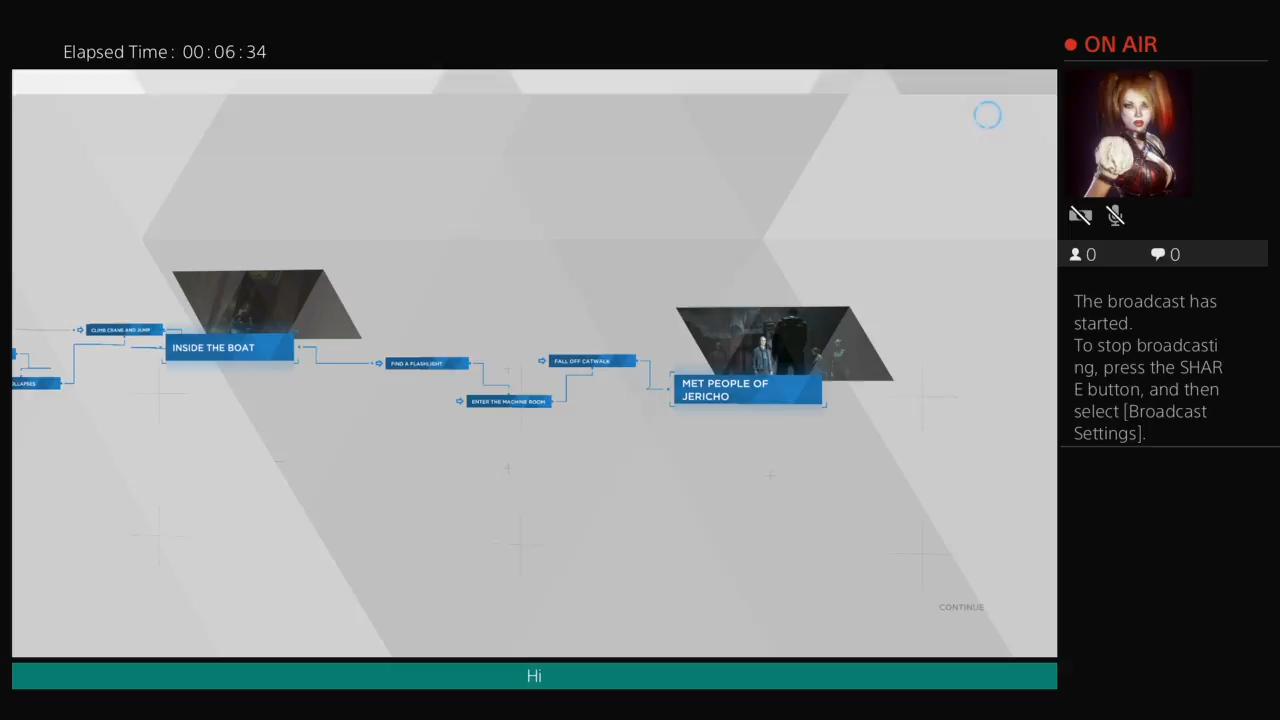 Elapsed Time: 00:06:34
ON AIR
0
0
The broadcast has
started.
To stop broadcasti
ng, press the SHAR
E button, and then
select [Broadcast
Settings].
CLIMB CRANE AND JUMP
INSIDE THE BOAT
OLLAPSES
FIND A FLASHLIGHT
ENTER THE MACHINE ROOM
FALL OFF CATWALK
MET PEOPLE OF
JERICHO
CONTINUE
Hi